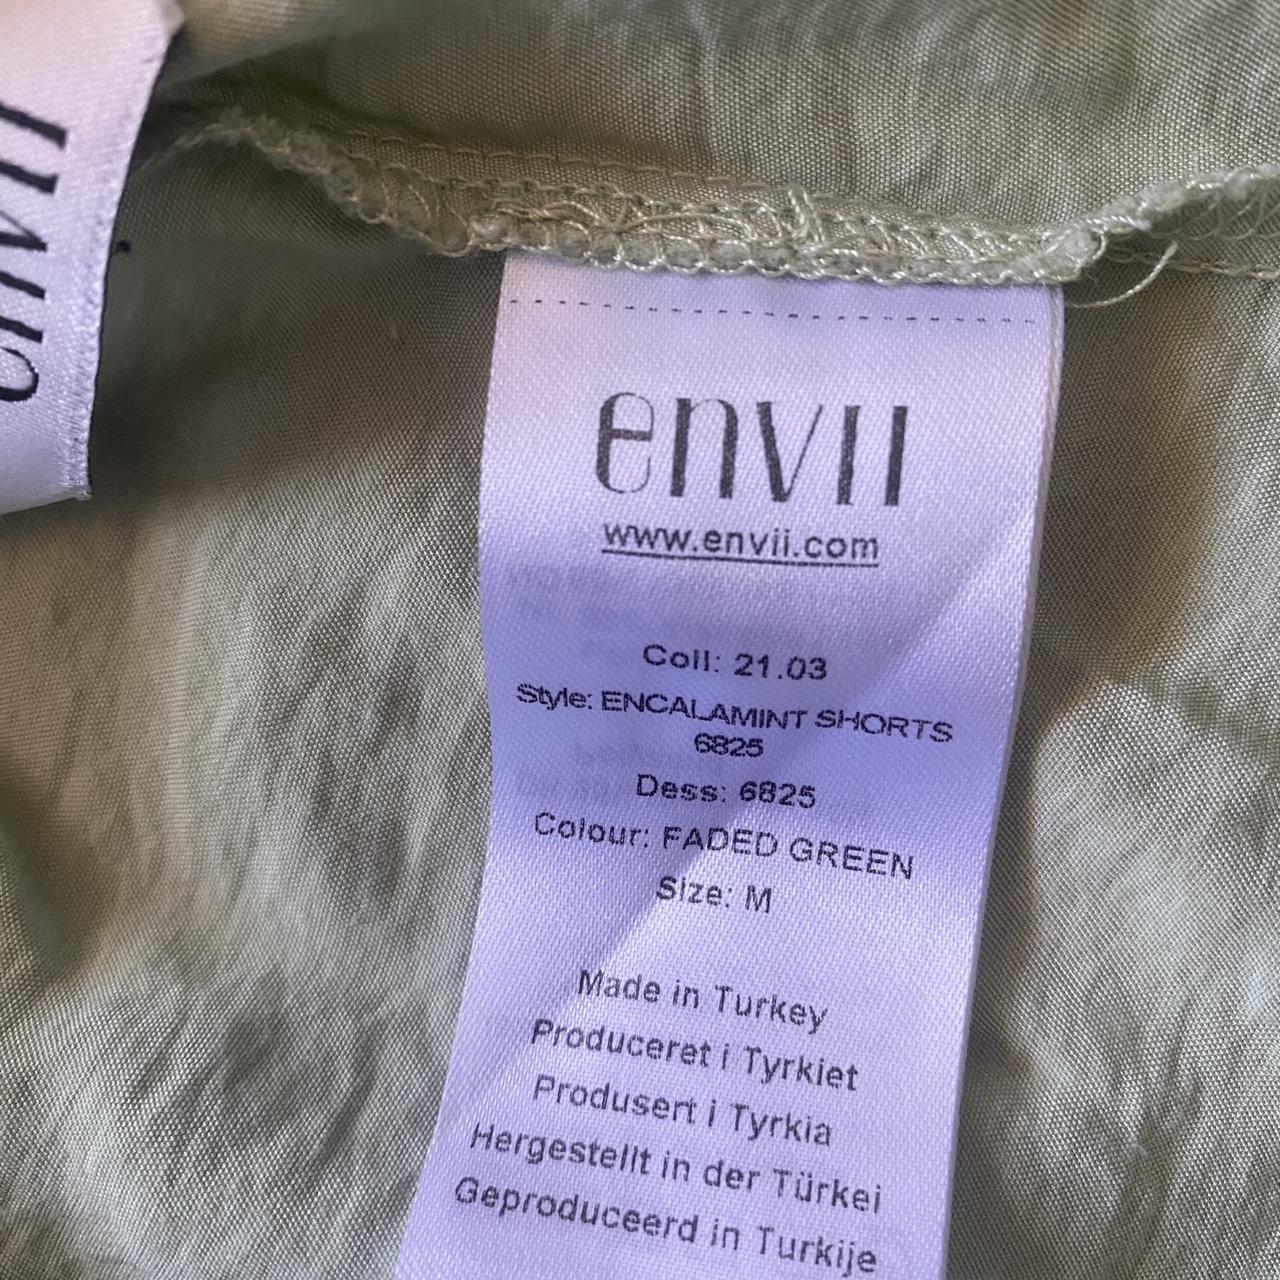 envii
envii
www.envii.com
Coll: 21.03
Style: ENCALAMINT SHORTS
6825
Dess: 6825
Colour: FADED GREEN
Size: M
Made in Turkey
Produceret i Tyrkiet
Produsert i Tyrkia
Hergestellt in der Türkei
Geproduceerd in Turkije